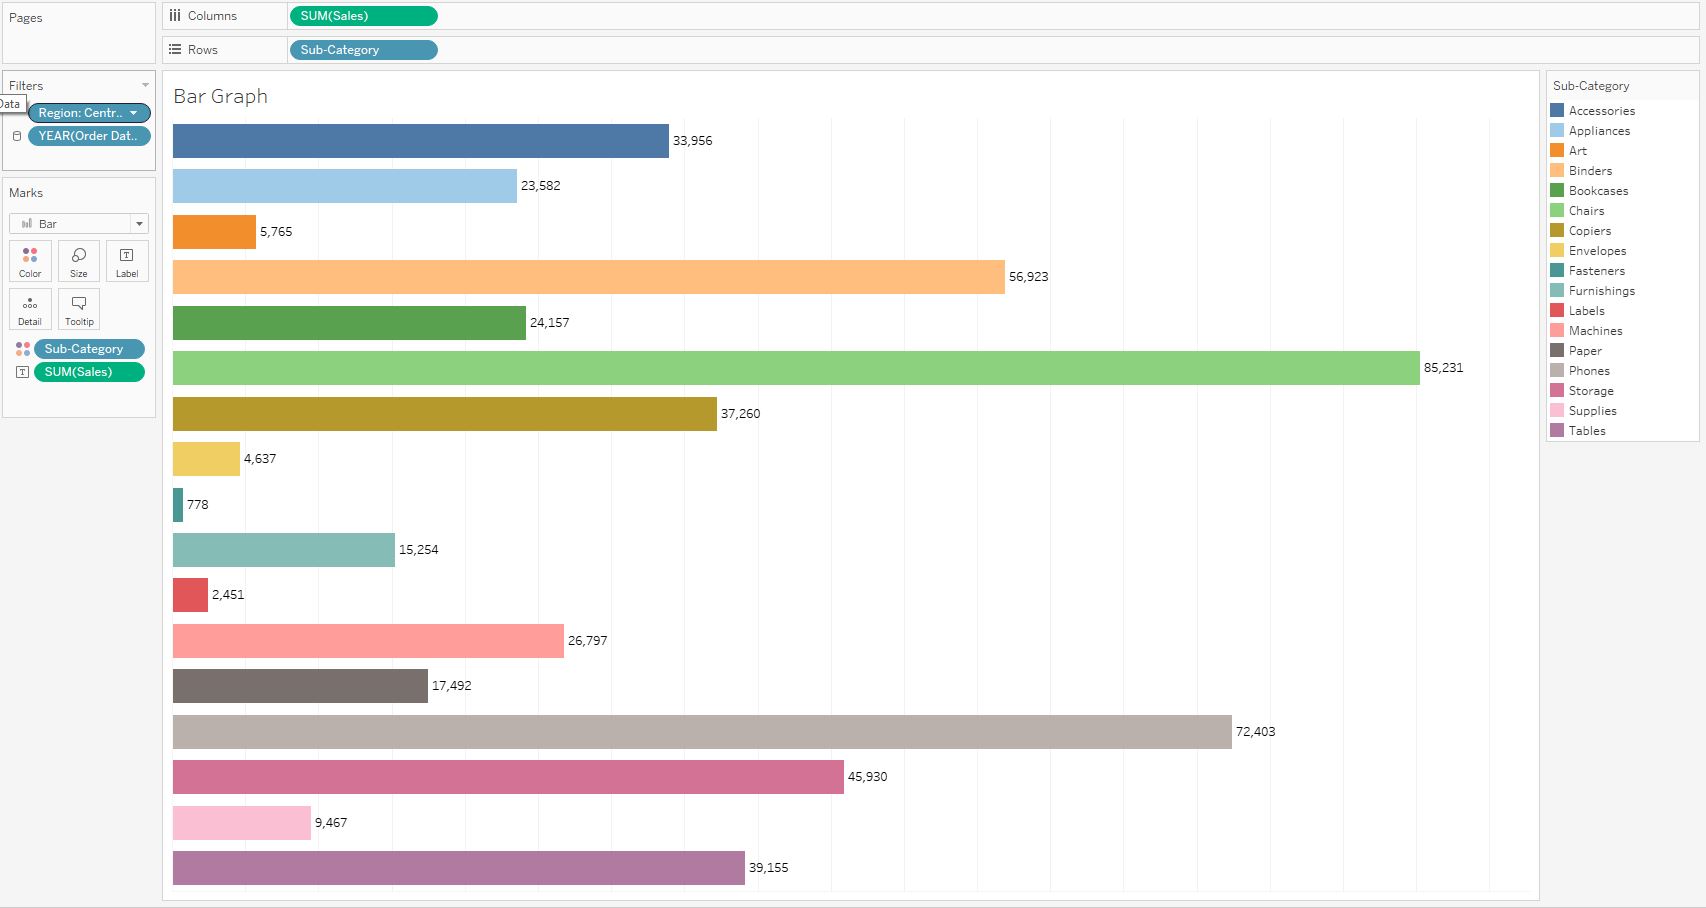 Pages
Columns
SUM(Sales)
Rows
Sub-Category
Filters
Data
Region: Centr..
YEAR(Order Dat..
Marks
Bar
Color
Size
Label
Detail
Tooltip
Sub-Category
SUM(Sales)
Bar Graph
33,956
23,582
5,765
56,923
24,157
85,231
37,260
4,637
778
15,254
2,451
26,797
17,492
72,403
45,930
9,467
39,155
Sub-Category
Accessories
Appliances
Art
Binders
Bookcases
Chairs
Copiers
Envelopes
Fasteners
Furnishings
Labels
Machines
Paper
Phones
Storage
Supplies
Tables